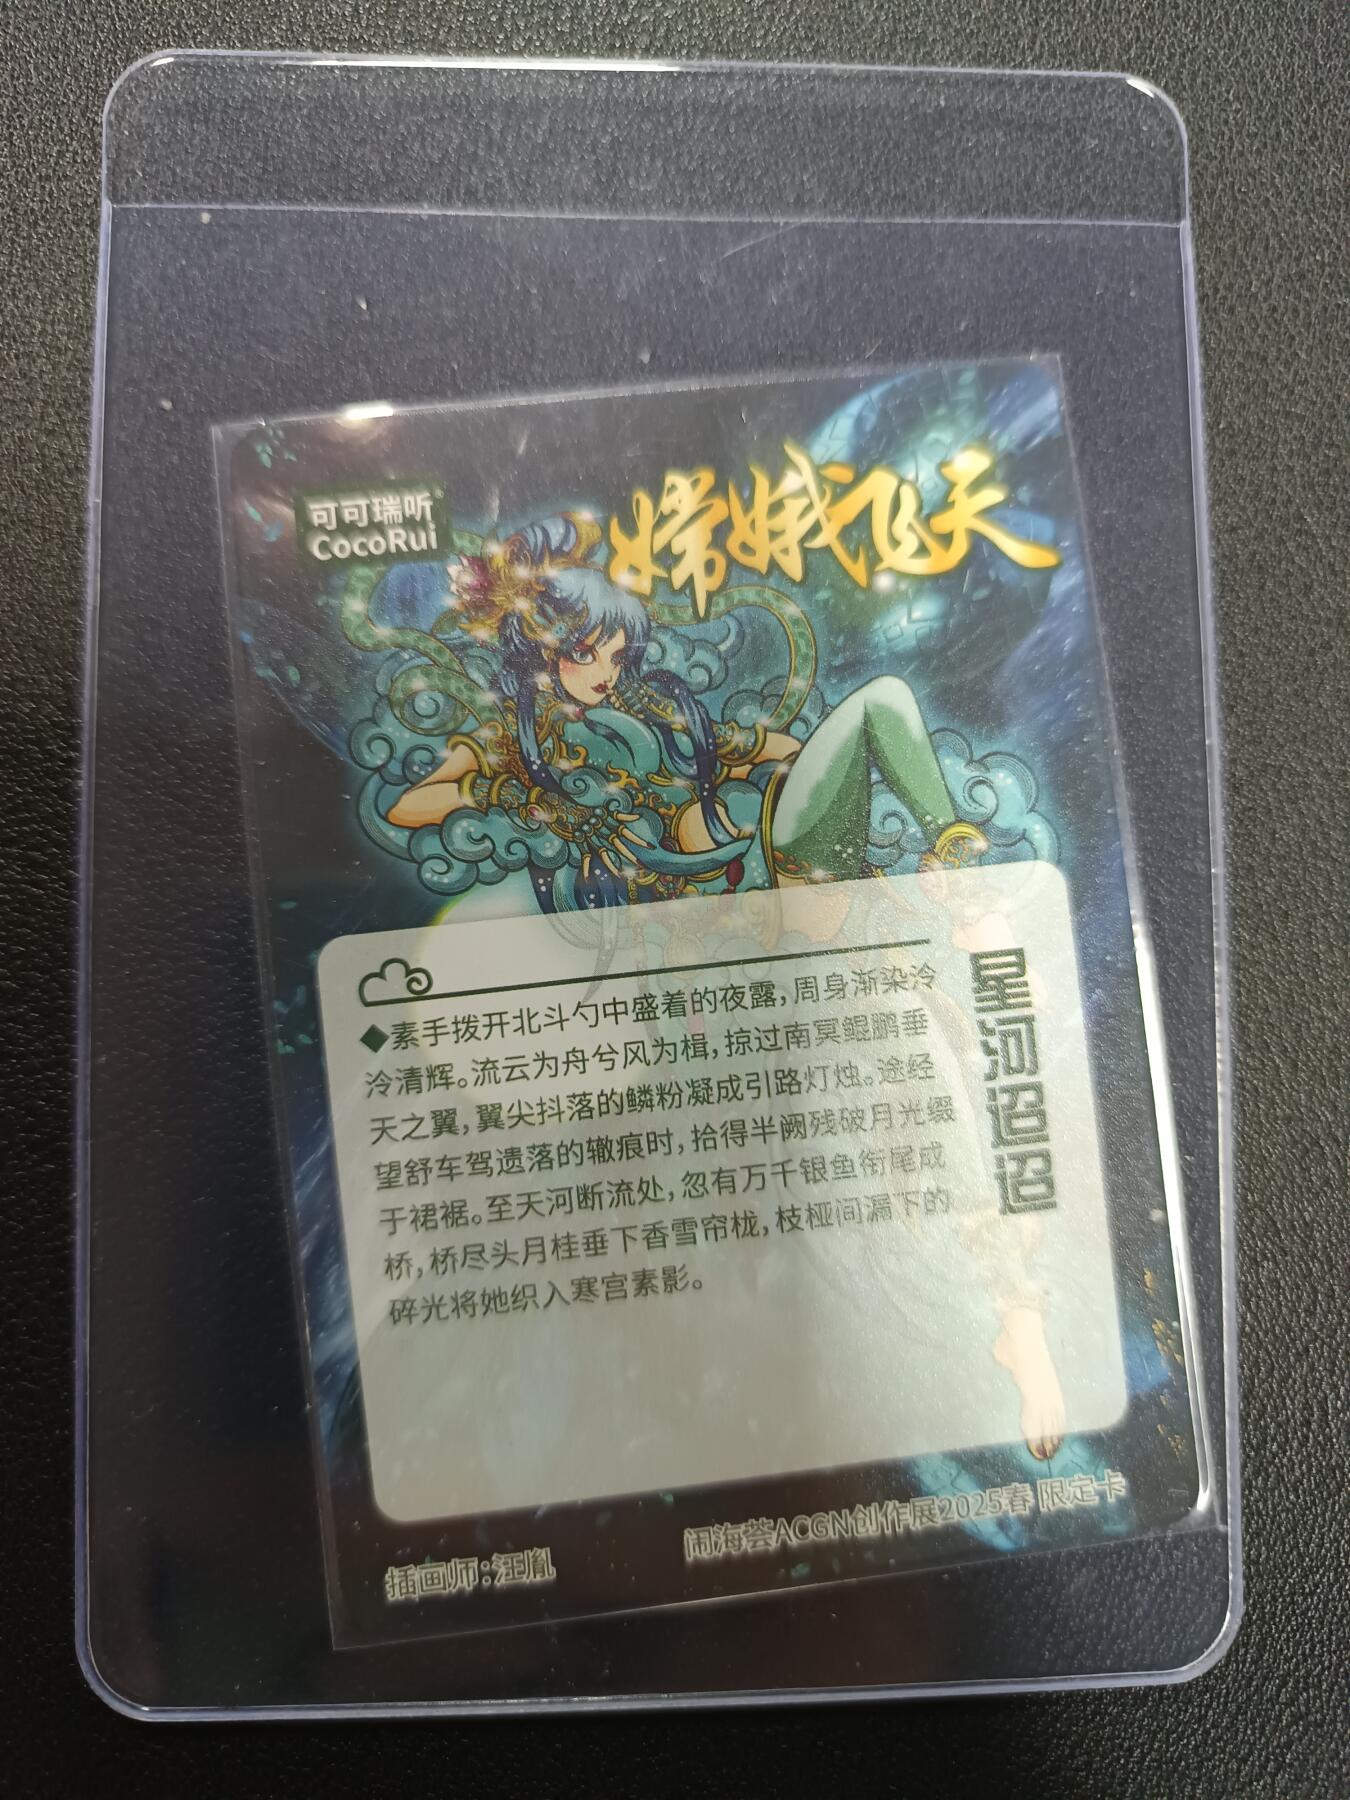 可可瑞听
CocoRui
嫦娥飞天
星河迢迢
◆素手拨开北斗勺中盛着的夜露,周身渐染泠
泠清辉。流云为舟兮风为楫,掠过南冥鲲鹏垂
天之翼,翼尖抖落的鳞粉凝成引路灯烛。途经
望舒车驾遗落的辙痕时,拾得半阙残破月光缀
于裙裾。至天河断流处,忽有万千银鱼衔尾成
桥,桥尽头月桂垂下香雪帘栊,枝桠间漏下的
碎光将她织入寒宫素影。
闹海荟ACGN创作展2025春 限定卡
插画师:汪胤